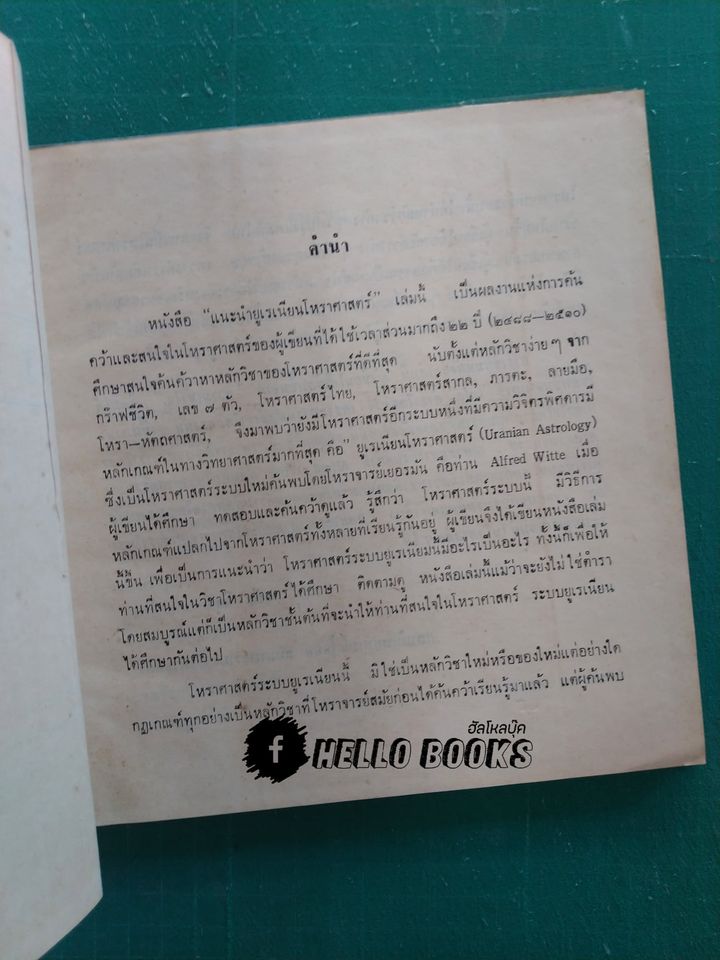 คำนำ
หนังสือ "แนะนำยูเรเนียนโหราศาสตร์" เล่มนี้ เป็นผลงานแห่งการค้น
คว้าและสนใจในโหราศาสตร์ของผู้เขียนที่ได้ใช้เวลาส่วนมากถึง ๒๒ ปี (๒๔๘๘—๒๕๑๐)
ศึกษาสนใจค้นคว้าหาหลักวิชาของโหราศาสตร์ที่ดีที่สุด นับตั้งแต่หลักวิชาง่าย ๆ จาก
กร๊าฟชีวิต, เลข ๗ ตัว, โหราศาสตร์ไทย, โหราศาสตร์สากล, ภารตะ, ลายมือ,
โหรา—หัตถศาสตร์, จึงมาพบว่ายังมีโหราศาสตร์อีกระบบหนึ่งที่มีความวิจิตรพิศดารมี
หลักเกณฑ์ในทางวิทยาศาสตร์มากที่สุด คือ" ยูเรเนียนโหราศาสตร์ (Uranian Astrology)
ซึ่งเป็นโหราศาสตร์ระบบใหม่ค้นพบโดยโหราจารย์เยอรมัน คือท่าน Alfred Witte เมื่อ
ผู้เขียนได้ศึกษา ทดสอบและค้นคว้าดูแล้ว รู้สึกว่า โหราศาสตร์ระบบนี้ มีวิธีการ
หลักเกณฑ์แปลกไปจากโหราศาสตร์ทั้งหลายที่เรียนรู้กันอยู่ ผู้เขียนจึงได้เขียนหนังสือเล่ม
นี้ขึ้น เพื่อเป็นการแนะนำว่า โหราศาสตร์ระบบยูเรเนียนนี้มีอะไรเป็นอะไร ทั้งนี้ก็เพื่อให้
ท่านที่สนใจในวิชาโหราศาสตร์ได้ศึกษา ติดตามดู หนังสือเล่มนี้แม้ว่าจะยังไม่ใช่ตำรา
โดยสมบูรณ์แต่ก็เป็นหลักวิชาชั้นต้นที่จะนำให้ท่านที่สนใจในโหราศาสตร์ ระบบยูเรเนียน
ได้ศึกษากันต่อไป
โหราศาสตร์ระบบยูเรเนียนนี้ มิใช่เป็นหลักวิชาใหม่หรือของใหม่แต่อย่างใด
กฎเกณฑ์ทุกอย่างเป็นหลักวิชาที่โหราจารย์สมัยก่อนได้ค้นคว้าเรียนรู้มาแล้ว แต่ผู้ค้นพบ
ฮัลโหลบุ๊ค
f HELLO BOOKS